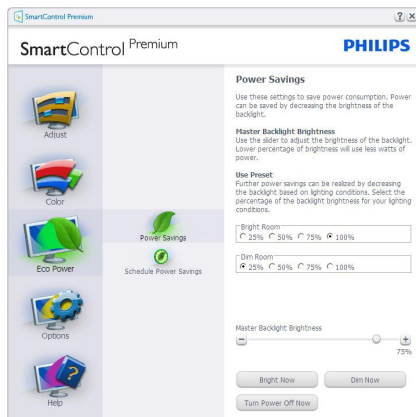 SmartControl Premium
SmartControl Premium
PHILIPS
Adjust
Color
Eco Power
Options
Help
Power Savings
Schedule Power Savings
Power Savings
Use these settings to save power consumption. Power
can be saved by decreasing the brightness of the
backlight.
Master Backlight Brightness
Use the slider to adjust the brightness of the backlight.
Lower percentage of brightness will use less watts of
power.
Use Preset
Further power savings can be realized by decreasing
the backlight based on lighting conditions. Select the
percentage of the backlight brightness for your lighting
conditions.
Bright Room
25% 50% 75% 100%
Dim Room
25% 50% 75% 100%
Master Backlight Brightness
75%
Bright Now Dim Now
Turn Power Off Now